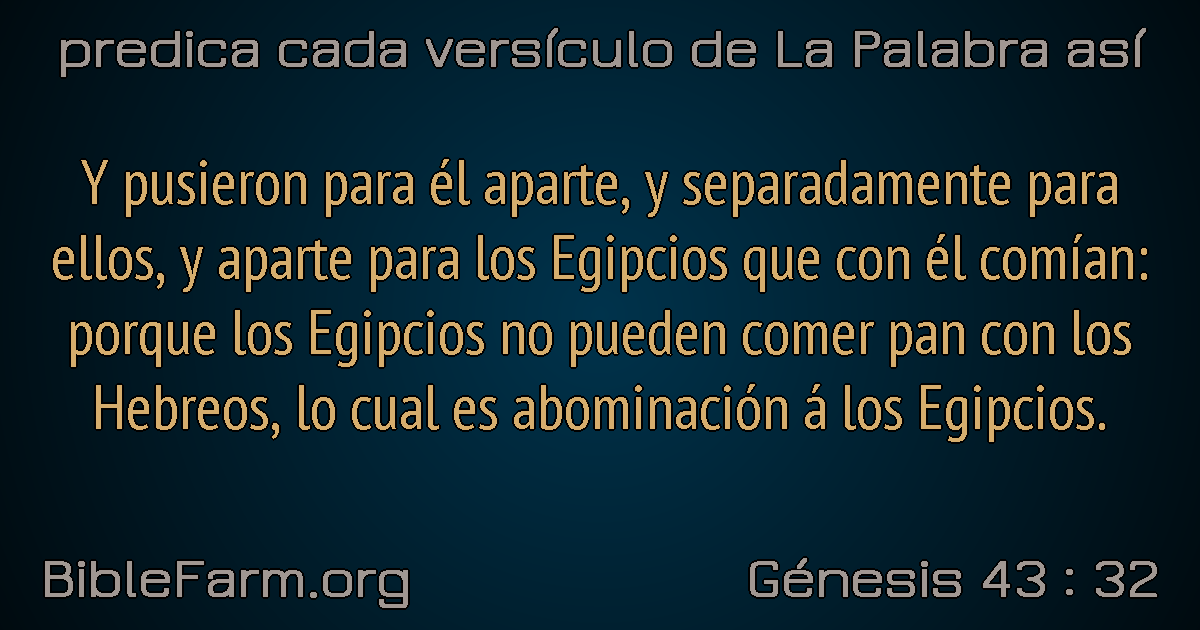 predica cada versículo de La Palabra así
Y pusieron para él aparte, y separadamente para
ellos, y aparte para los Egipcios que con él comían:
porque los Egipcios no pueden comer pan con los
Hebreos, lo cual es abominación á los Egipcios.
BibleFarm.org
Génesis 43 : 32